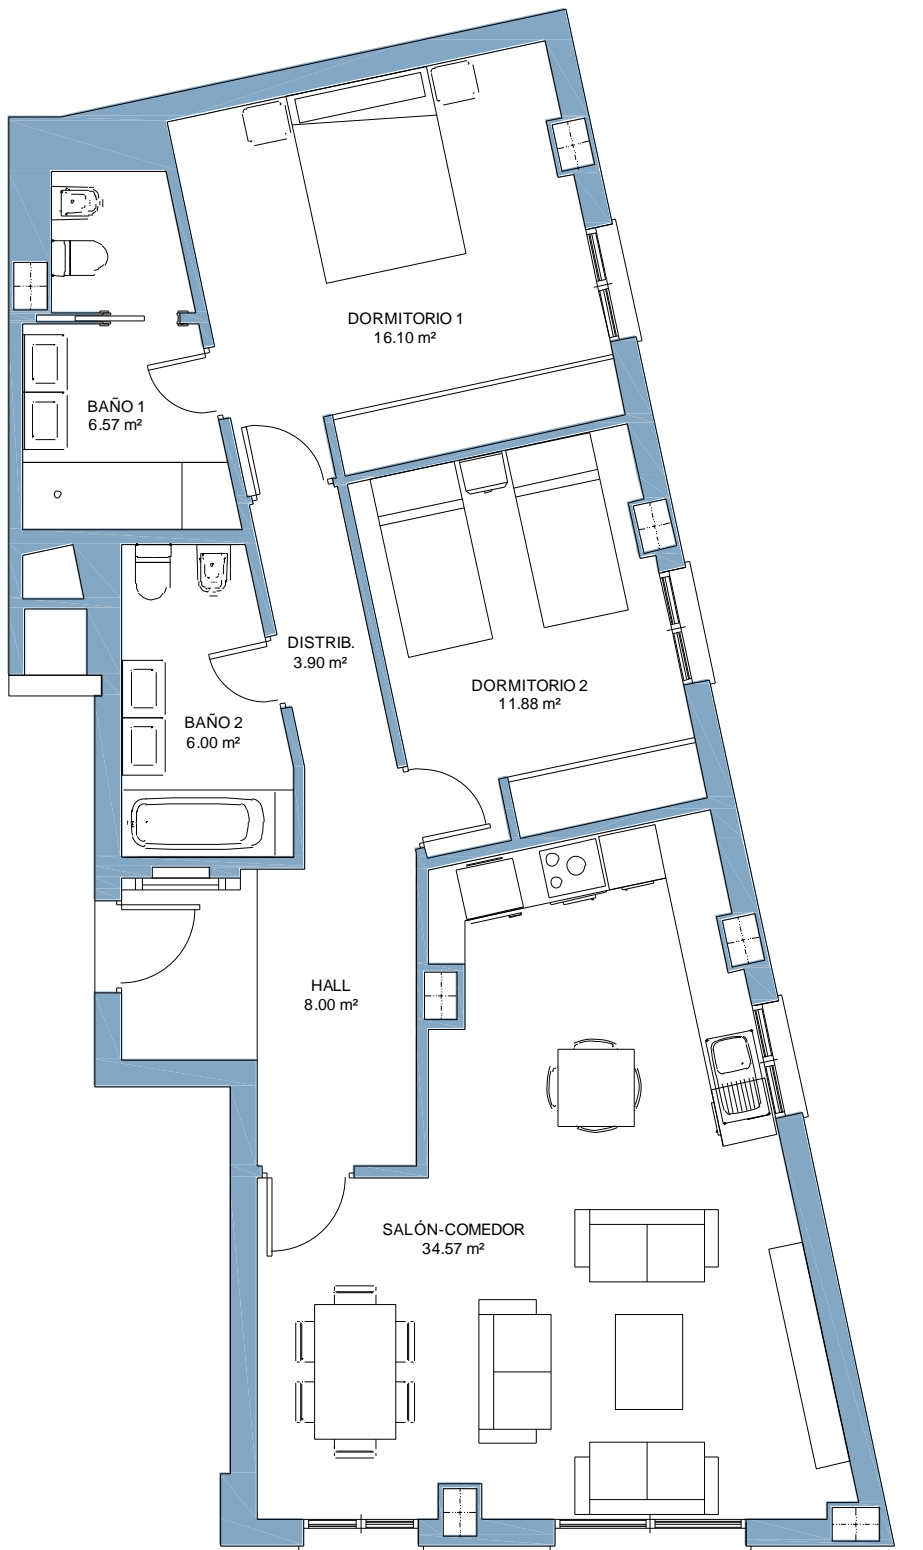 DORMITORIO 1
16.10 m²
BAÑO 1
6.57 m²
DISTRIB.
3.90 m²
DORMITORIO 2
11.88 m²
BAÑO 2
6.00 m²
HALL
8.00 m²
SALÓN-COMEDOR
34.57 m²